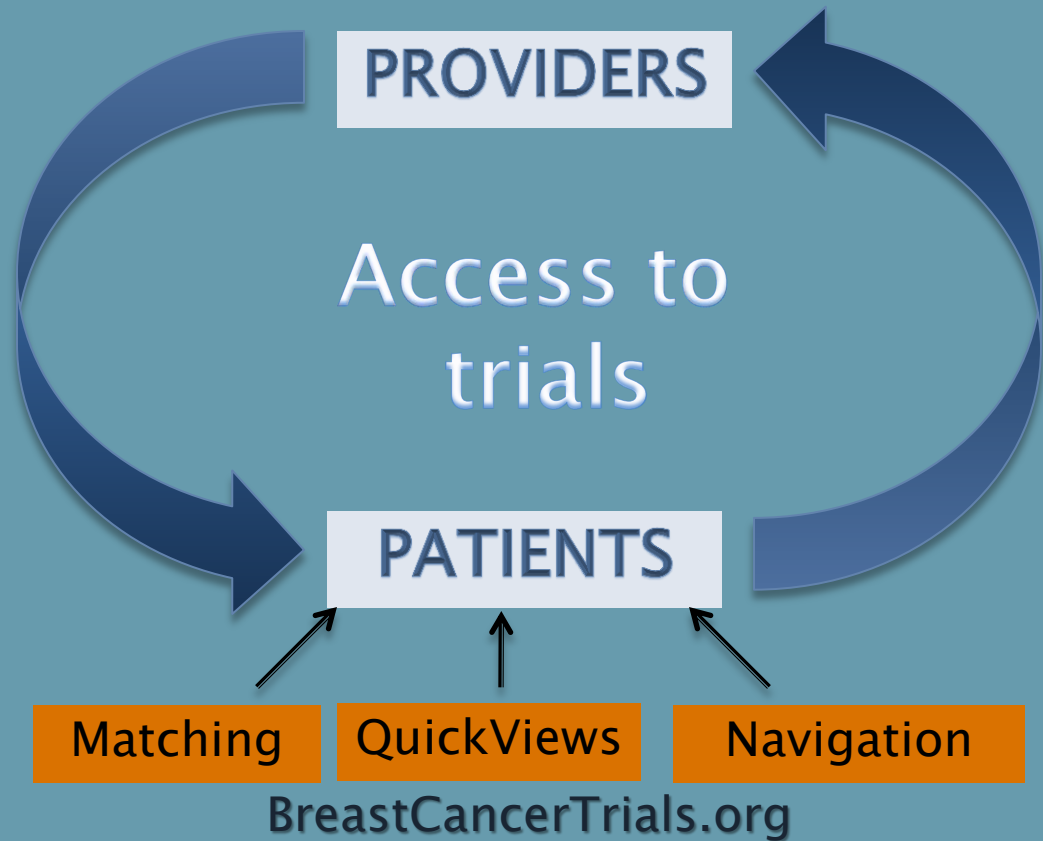 PROVIDERS
Access to
trials
PATIENTS
Matching
QuickViews
Navigation
BreastCancerTrials.org